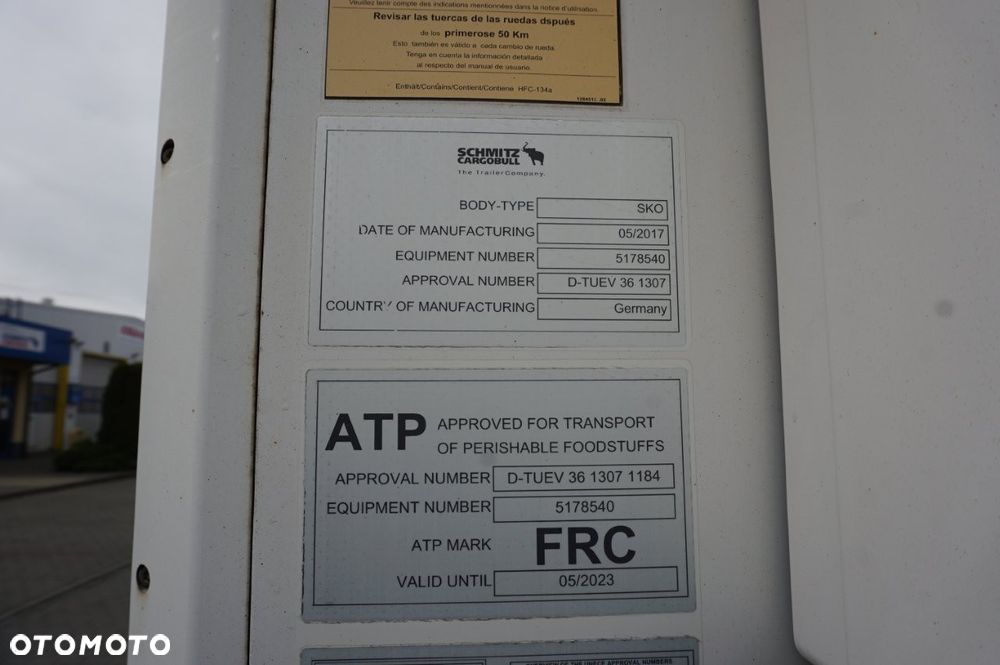 Veuillez tenir compte des indications mentionnées dans la notice d'utilisation.
Revisar las tuercas de las ruedas dspués
de los primerose 50 Km
Esto también es válido a cada cambio de rueda.
Tenga en cuenta la información detallada
al respecto del manual de usuario.
Enthält/Contains/Contient/Contiene HFC-134a
SCHMITZ
CARGOBULL
The Trailer Company.
BODY-TYPE SKO
DATE OF MANUFACTURING 05/2017
EQUIPMENT NUMBER 5178540
APPROVAL NUMBER D-TUEV 36 1307
COUNTRY OF MANUFACTURING Germany
ATP APPROVED FOR TRANSPORT
OF PERISHABLE FOODSTUFFS
APPROVAL NUMBER D-TUEV 36 1307 1184
EQUIPMENT NUMBER 5178540
ATP MARK FRC
VALID UNTIL 05/2023
OTOMOTO